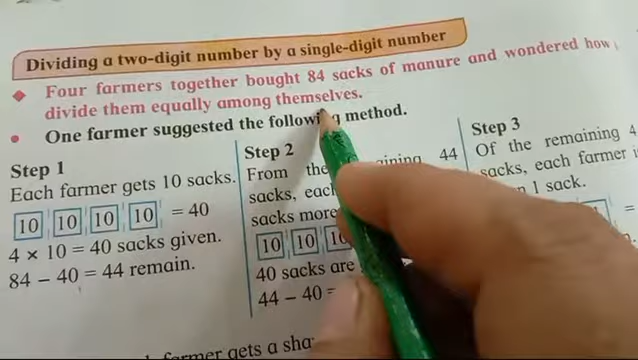 Dividing a two-digit number by a single-digit number
Four farmers together bought 84 sacks of manure and wondered how
divide them equally among themselves.
One farmer suggested the following method.
Step 1
Each farmer gets 10 sacks.
10 10 10 10 = 40
4 × 10 = 40 sacks given.
84 − 40 = 44 remain.
Step 2
From the remaining 44
sacks, each
sacks more
10 10 10
40 sacks are
44 − 40 =
Step 3
Of the remaining 4
sacks, each farmer
1 sack.
=
farmer gets a